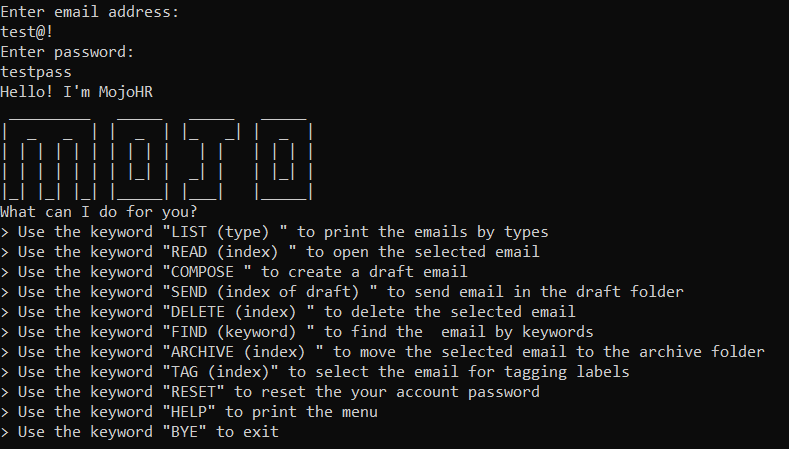 Enter email address:
test@!
Enter password:
testpass
Hello! I'm MojoHR
MOJO
What can I do for you?
> Use the keyword "LIST (type) " to print the emails by types
> Use the keyword "READ (index) " to open the selected email
> Use the keyword "COMPOSE " to create a draft email
> Use the keyword "SEND (index of draft) " to send email in the draft folder
> Use the keyword "DELETE (index) " to delete the selected email
> Use the keyword "FIND (keyword) " to find the  email by keywords
> Use the keyword "ARCHIVE (index) " to move the selected email to the archive folder
> Use the keyword "TAG (index)" to select the email for tagging labels
> Use the keyword "RESET" to reset the your account password
> Use the keyword "HELP" to print the menu
> Use the keyword "BYE" to exit